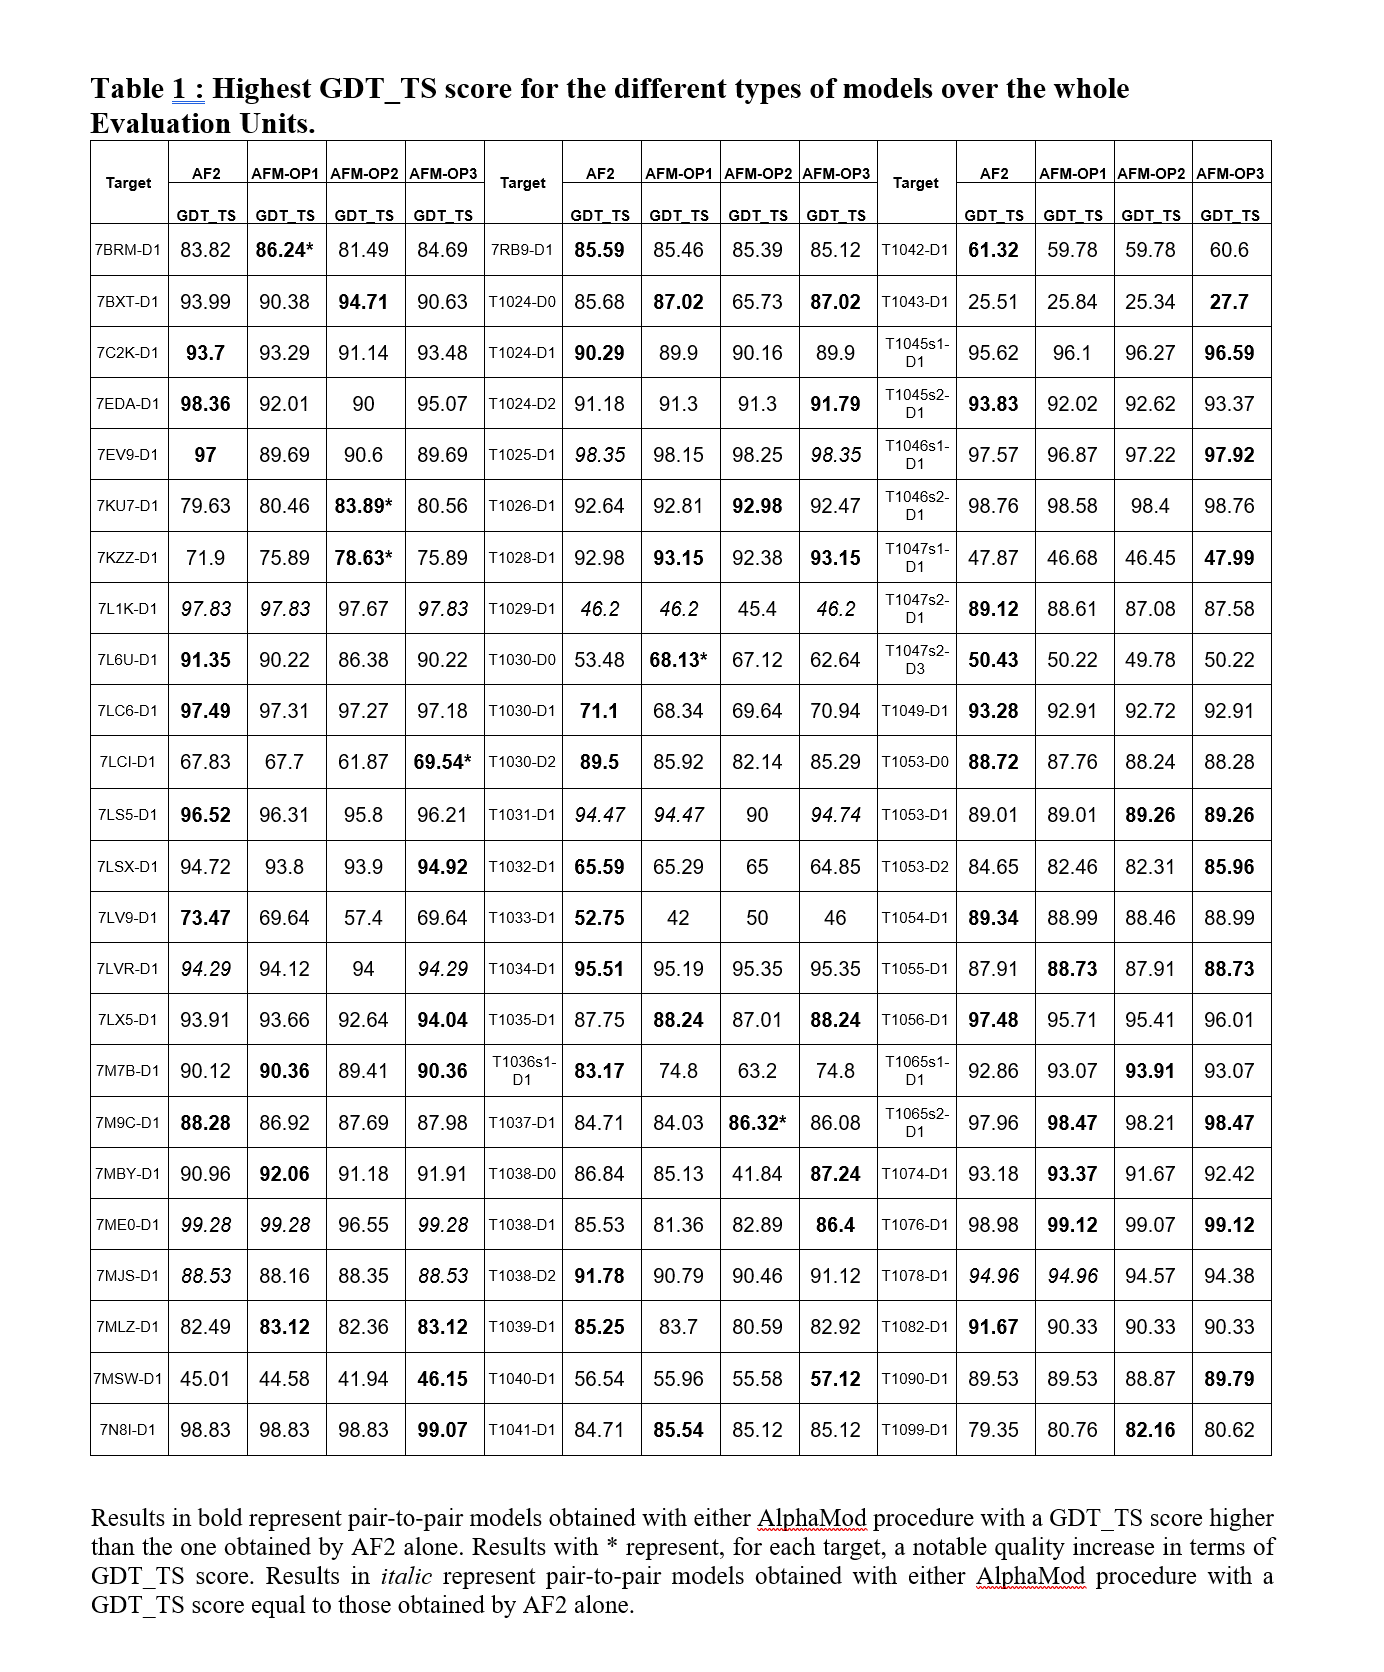 Table 1 : Highest GDT_TS score for the different types of models over the whole
Evaluation Units.
Target AF2 AFM-OP1 AFM-OP2 AFM-OP3 Target AF2 AFM-OP1 AFM-OP2 AFM-OP3 Target AF2 AFM-OP1 AFM-OP2 AFM-OP3
GDT_TS GDT_TS GDT_TS GDT_TS GDT_TS GDT_TS GDT_TS GDT_TS GDT_TS GDT_TS GDT_TS GDT_TS
7BRM-D1 83.82 86.24* 81.49 84.69 7RB9-D1 85.59 85.46 85.39 85.12 T1042-D1 61.32 59.78 59.78 60.6
7BXT-D1 93.99 90.38 94.71 90.63 T1024-D0 85.68 87.02 65.73 87.02 T1043-D1 25.51 25.84 25.34 27.7
7C2K-D1 93.7 93.29 91.14 93.48 T1024-D1 90.29 89.9 90.16 89.9 T1045s1-D1 95.62 96.1 96.27 96.59
7EDA-D1 98.36 92.01 90 95.07 T1024-D2 91.18 91.3 91.3 91.79 T1045s2-D1 93.83 92.02 92.62 93.37
7EV9-D1 97 89.69 90.6 89.69 T1025-D1 98.35 98.15 98.25 98.35 T1046s1-D1 97.57 96.87 97.22 97.92
7KU7-D1 79.63 80.46 83.89* 80.56 T1026-D1 92.64 92.81 92.98 92.47 T1046s2-D1 98.76 98.58 98.4 98.76
7KZZ-D1 71.9 75.89 78.63* 75.89 T1028-D1 92.98 93.15 92.38 93.15 T1047s1-D1 47.87 46.68 46.45 47.99
7L1K-D1 97.83 97.83 97.67 97.83 T1029-D1 46.2 46.2 45.4 46.2 T1047s2-D1 89.12 88.61 87.08 87.58
7L6U-D1 91.35 90.22 86.38 90.22 T1030-D0 53.48 68.13* 67.12 62.64 T1047s2-D3 50.43 50.22 49.78 50.22
7LC6-D1 97.49 97.31 97.27 97.18 T1030-D1 71.1 68.34 69.64 70.94 T1049-D1 93.28 92.91 92.72 92.91
7LCI-D1 67.83 67.7 61.87 69.54* T1030-D2 89.5 85.92 82.14 85.29 T1053-D0 88.72 87.76 88.24 88.28
7LS5-D1 96.52 96.31 95.8 96.21 T1031-D1 94.47 94.47 90 94.74 T1053-D1 89.01 89.01 89.26 89.26
7LSX-D1 94.72 93.8 93.9 94.92 T1032-D1 65.59 65.29 65 64.85 T1053-D2 84.65 82.46 82.31 85.96
7LV9-D1 73.47 69.64 57.4 69.64 T1033-D1 52.75 42 50 46 T1054-D1 89.34 88.99 88.46 88.99
7LVR-D1 94.29 94.12 94 94.29 T1034-D1 95.51 95.19 95.35 95.35 T1055-D1 87.91 88.73 87.91 88.73
7LX5-D1 93.91 93.66 92.64 94.04 T1035-D1 87.75 88.24 87.01 88.24 T1056-D1 97.48 95.71 95.41 96.01
7M7B-D1 90.12 90.36 89.41 90.36 T1036s1-D1 83.17 74.8 63.2 74.8 T1065s1-D1 92.86 93.07 93.91 93.07
7M9C-D1 88.28 86.92 87.69 87.98 T1037-D1 84.71 84.03 86.32* 86.08 T1065s2-D1 97.96 98.47 98.21 98.47
7MBY-D1 90.96 92.06 91.18 91.91 T1038-D0 86.84 85.13 41.84 87.24 T1074-D1 93.18 93.37 91.67 92.42
7ME0-D1 99.28 99.28 96.55 99.28 T1038-D1 85.53 81.36 82.89 86.4 T1076-D1 98.98 99.12 99.07 99.12
7MJS-D1 88.53 88.16 88.35 88.53 T1038-D2 91.78 90.79 90.46 91.12 T1078-D1 94.96 94.96 94.57 94.38
7MLZ-D1 82.49 83.12 82.36 83.12 T1039-D1 85.25 83.7 80.59 82.92 T1082-D1 91.67 90.33 90.33 90.33
7MSW-D1 45.01 44.58 41.94 46.15 T1040-D1 56.54 55.96 55.58 57.12 T1090-D1 89.53 89.53 88.87 89.79
7N8I-D1 98.83 98.83 98.83 99.07 T1041-D1 84.71 85.54 85.12 85.12 T1099-D1 79.35 80.76 82.16 80.62
Results in bold represent pair-to-pair models obtained with either AlphaMod procedure with a GDT_TS score higher
than the one obtained by AF2 alone. Results with * represent, for each target, a notable quality increase in terms of
GDT_TS score. Results in italic represent pair-to-pair models obtained with either AlphaMod procedure with a
GDT_TS score equal to those obtained by AF2 alone.